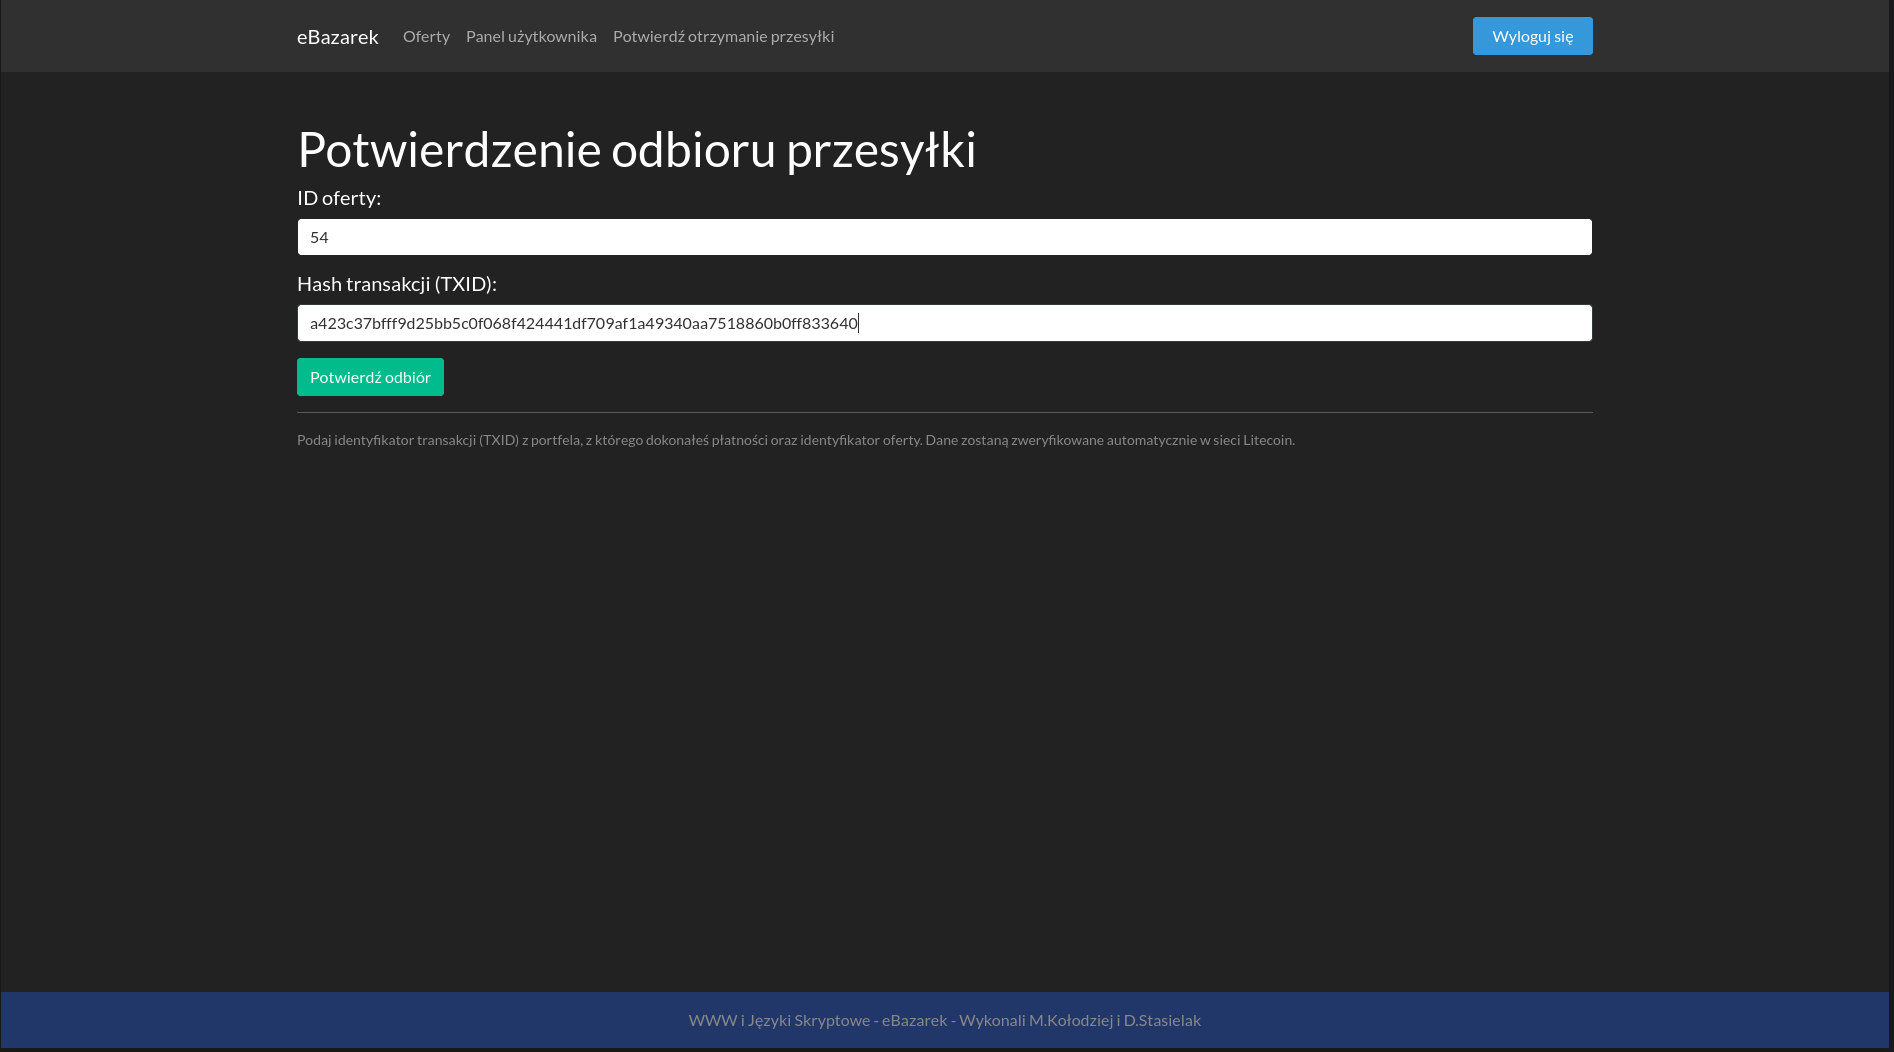 eBazarek Oferty Panel użytkownika Potwierdź otrzymanie przesyłki Wyloguj się
Potwierdzenie odbioru przesyłki
ID oferty:
54
Hash transakcji (TXID):
a423c37bfff9d25bb5c0f068f424441df709af1a49340aa7518860b0ff833640
Potwierdź odbiór
Podaj identyfikator transakcji (TXID) z portfela, z którego dokonałeś płatności oraz identyfikator oferty. Dane zostaną zweryfikowane automatycznie w sieci Litecoin.
WWW i Języki Skryptowe - eBazarek - Wykonali M.Kołodziej i D.Stasielak